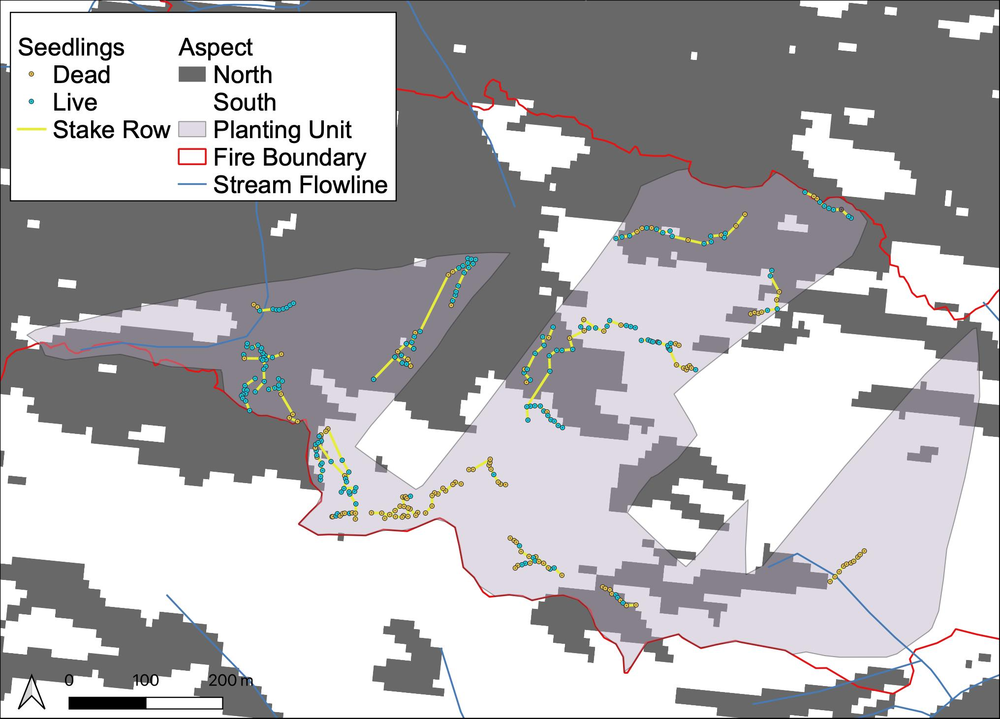 Seedlings
Dead
Live
Stake Row
Aspect
North
South
Planting Unit
Fire Boundary
Stream Flowline
0 100 200 m